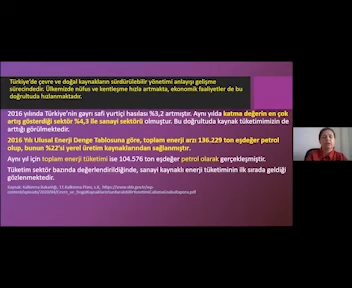 Türkiye'de çevre ve doğal kaynakların sürdürülebilir yönetimi anlayışı gelişme
sürecindedir. Ülkemizde nüfus ve kentleşme hızla artmakta, ekonomik faaliyetler de bu
doğrultuda hızlanmaktadır.
2016 yılında Türkiye'nin gayri safi yurtiçi hasılası %3,2 artmıştır. Aynı yılda katma değerin en çok
artış gösterdiği sektör %4,3 ile sanayi sektörü olmuştur. Bu doğrultuda kaynak tüketimimizin de
arttığı görülmektedir.
2016 Yılı Ulusal Enerji Denge Tablosuna göre, toplam enerji arzı 136.229 ton eşdeğer petrol
olup, bunun %22'si yerel üretim kaynaklarından sağlanmıştır.
Aynı yıl için toplam enerji tüketimi ise 104.576 ton eşdeğer petrol olarak gerçekleşmiştir.
Tüketim sektör bazında değerlendirildiğinde, sanayi kaynaklı enerji tüketiminin ilk sırada geldiği
gözlenmektedir.
Kaynak: Kalkınma Bakanlığı, 11.Kalkınma Planı,